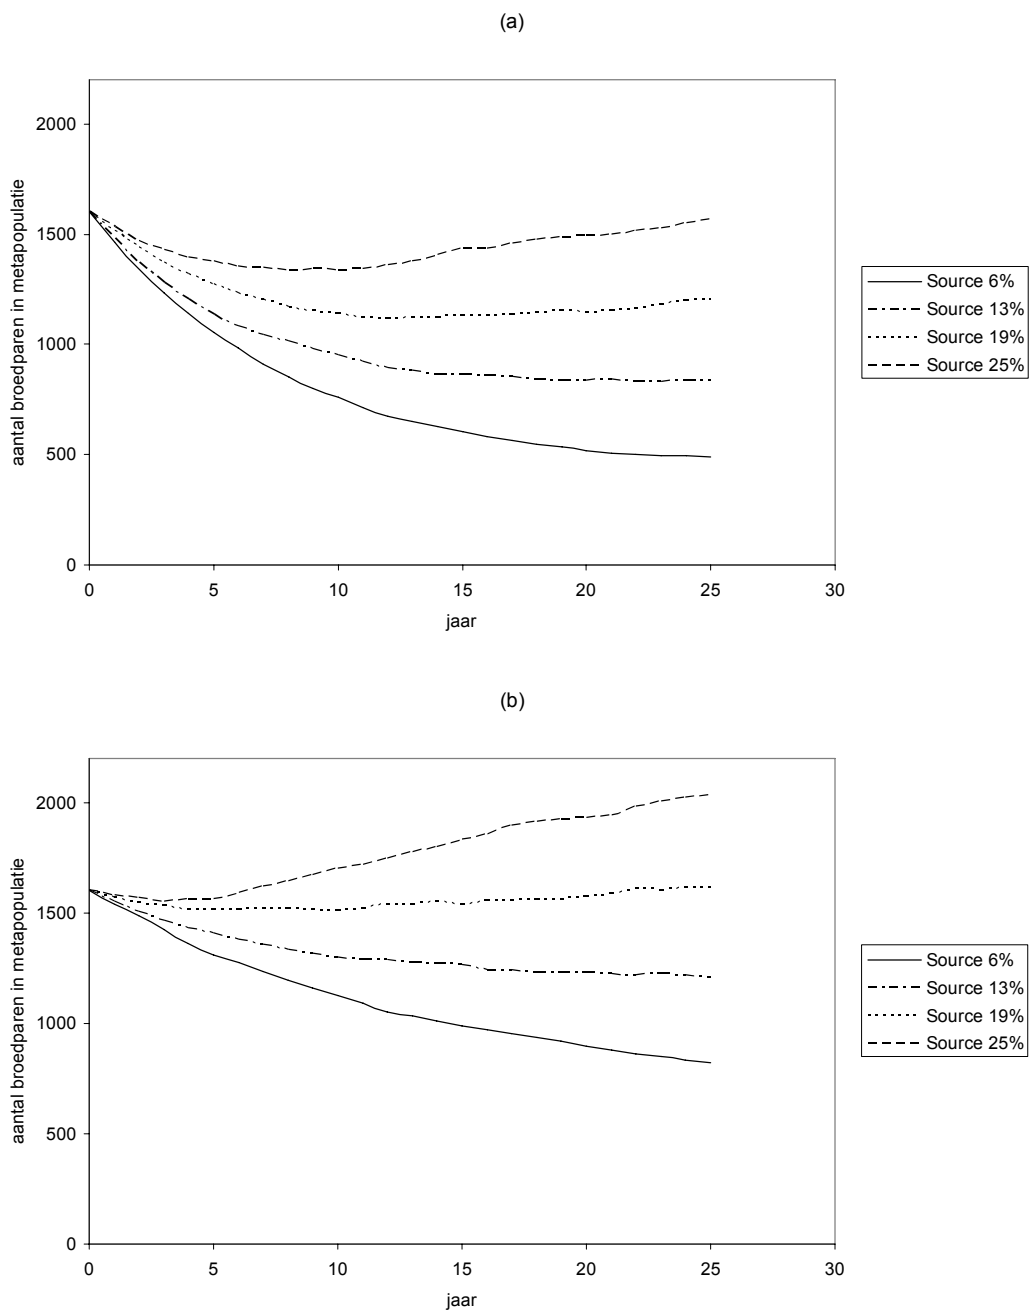 (a)
2000
1500
1000
500
0
0 5 10 15 20 25 30
jaar
aantal broedparen in metapopulatie
Source 6%
Source 13%
Source 19%
Source 25%
(b)
2000
1500
1000
500
0
0 5 10 15 20 25 30
jaar
aantal broedparen in metapopulatie
Source 6%
Source 13%
Source 19%
Source 25%